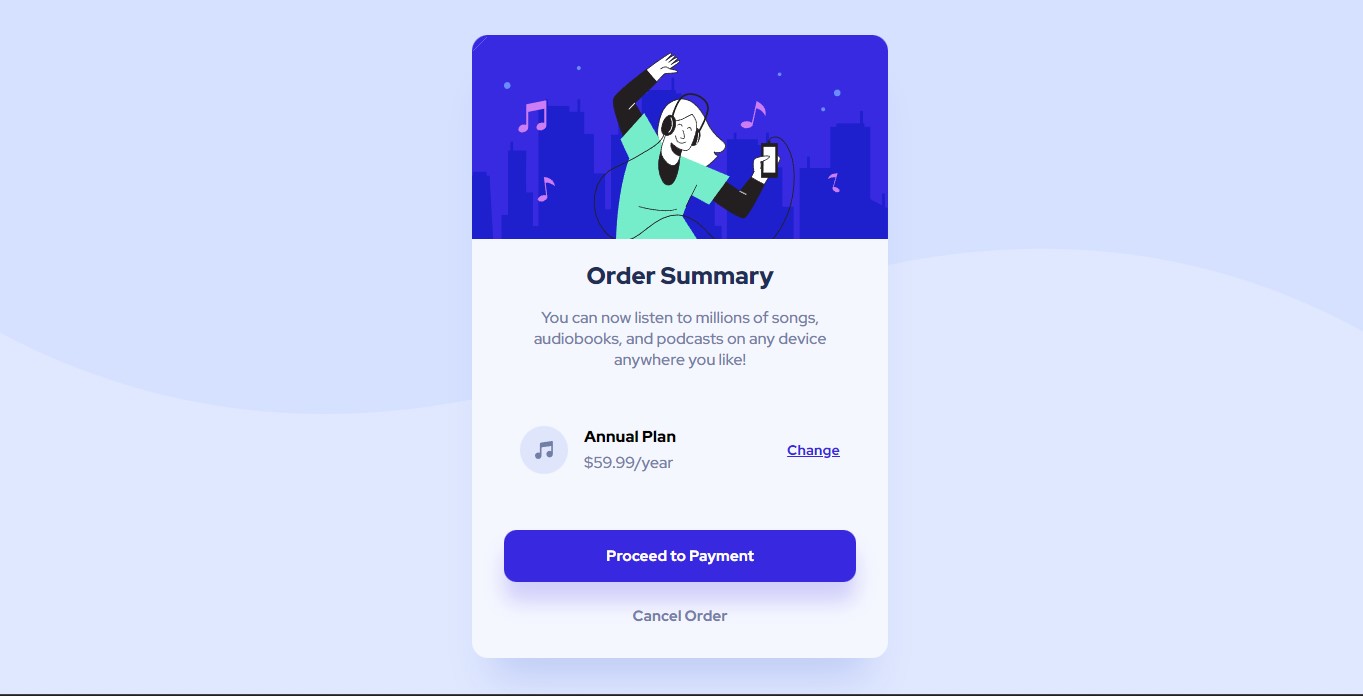 Order Summary
You can now listen to millions of songs,
audiobooks, and podcasts on any device
anywhere you like!
Annual Plan
$59.99/year
Change
Proceed to Payment
Cancel Order